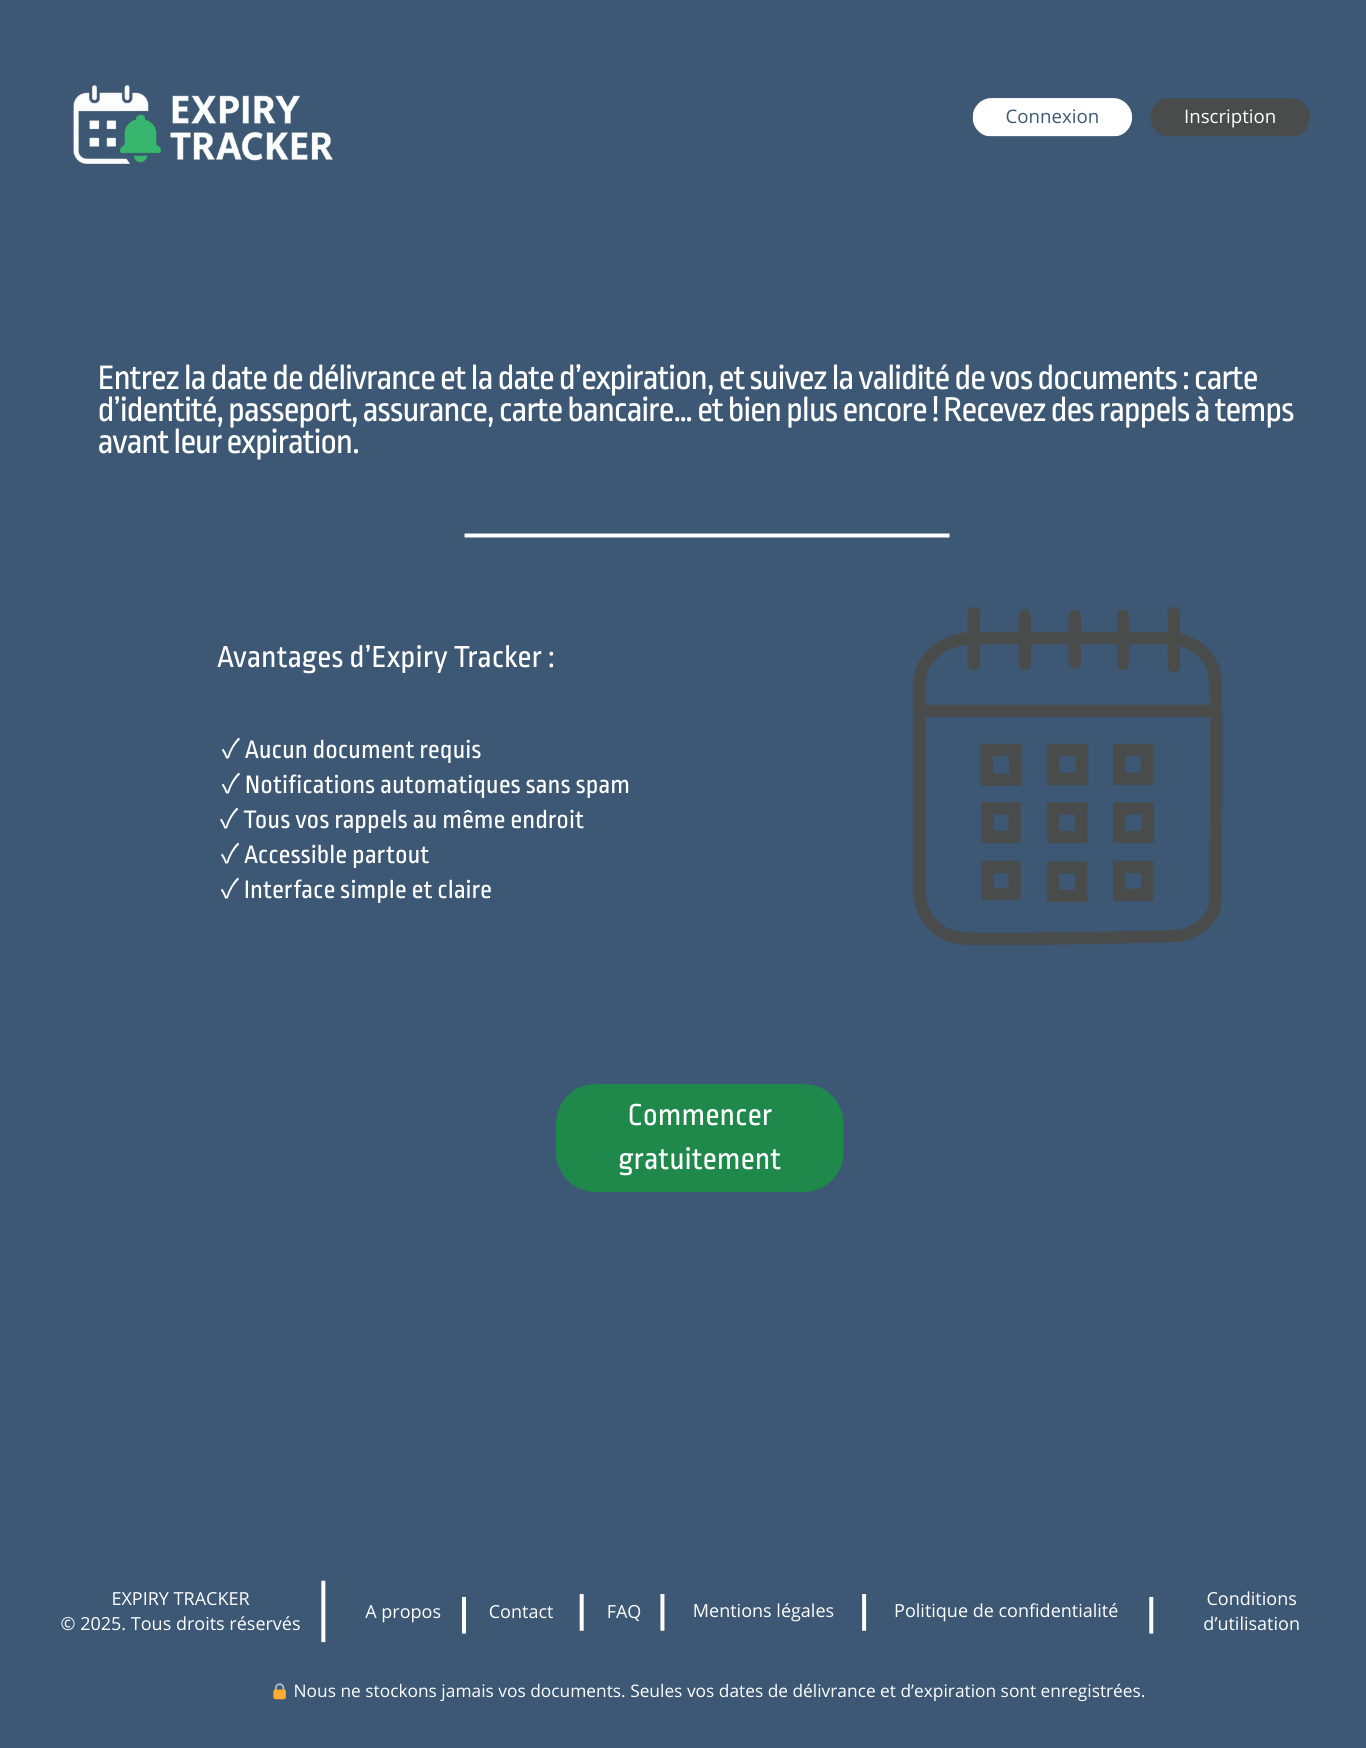 EXPIRY
TRACKER
Connexion
Inscription
Entrez la date de délivrance et la date d’expiration, et suivez la validité de vos documents : carte
d’identité, passeport, assurance, carte bancaire… et bien plus encore ! Recevez des rappels à temps
avant leur expiration.
Avantages d’Expiry Tracker :
✓ Aucun document requis
✓ Notifications automatiques sans spam
✓ Tous vos rappels au même endroit
✓ Accessible partout
✓ Interface simple et claire
Commencer
gratuitement
EXPIRY TRACKER
© 2025. Tous droits réservés
A propos
Contact
FAQ
Mentions légales
Politique de confidentialité
Conditions
d’utilisation
🔒 Nous ne stockons jamais vos documents. Seules vos dates de délivrance et d’expiration sont enregistrées.